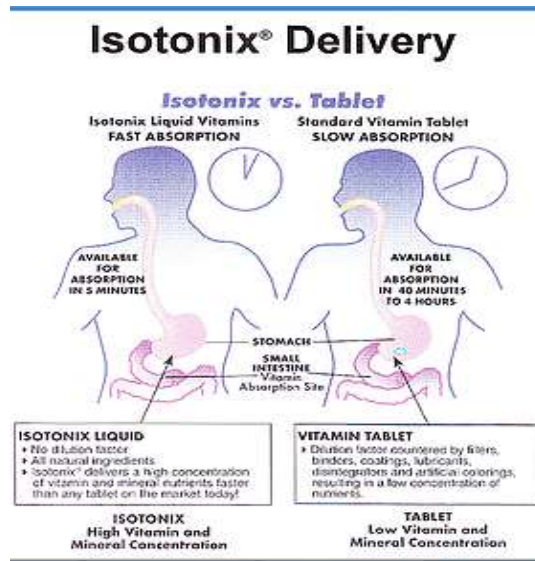 Isotonix® Delivery
Isotonix vs. Tablet
Isotonix Liquid Vitamins
FAST ABSORPTION
Standard Vitamin Tablet
SLOW ABSORPTION
AVAILABLE
FOR
ABSORPTION
IN 5 MINUTES
AVAILABLE
FOR
ABSORPTION
IN 40 MINUTES
TO 4 HOURS
STOMACH
SMALL
INTESTINE
Vitamin
Absorption Site
ISOTONIX LIQUID
No dilution factor
All natural ingredients
Isotonix® delivers a high concentration
of vitamin and mineral nutrients faster
than any tablet on the market today!
VITAMIN TABLET
Dilution factor countered by fillers,
binders, coatings, lubricants,
disintegrators and artificial colorings,
resulting in a low concentration of
nutrients.
ISOTONIX
High Vitamin and
Mineral Concentration
TABLET
Low Vitamin and
Mineral Concentration